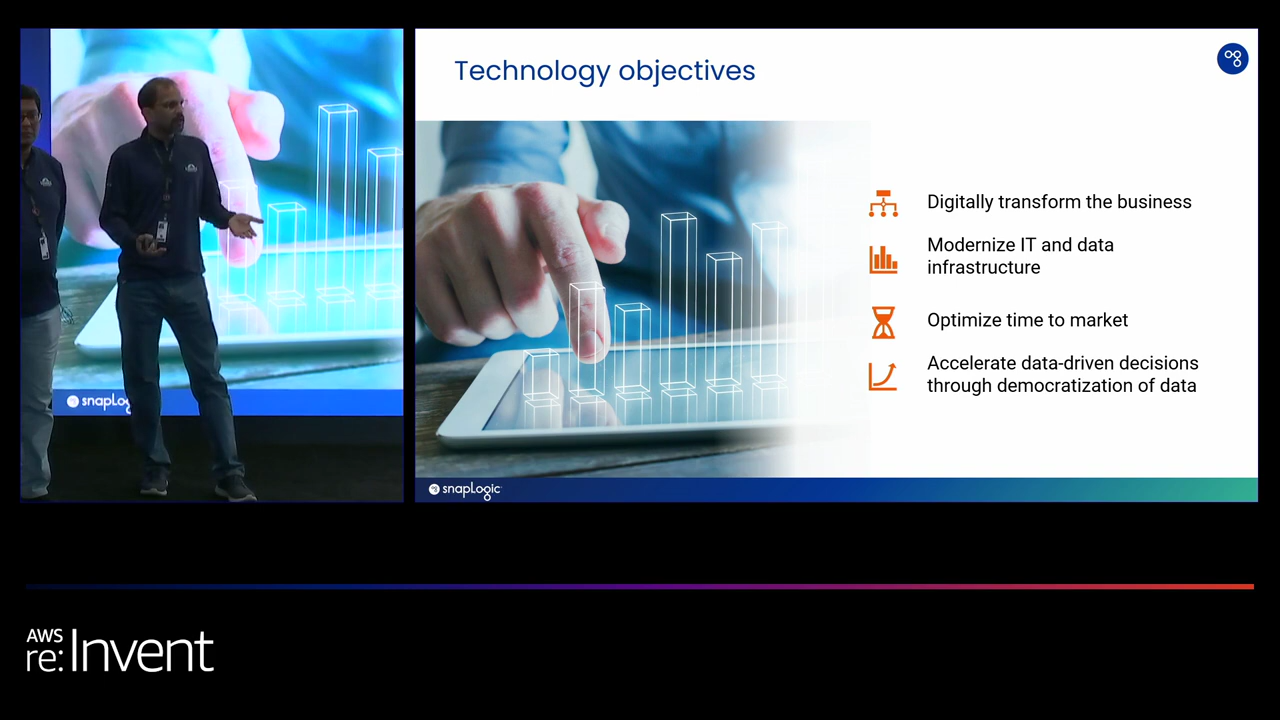 Technology objectives
Digitally transform the business
Modernize IT and data
infrastructure
Optimize time to market
Accelerate data-driven decisions
through democratization of data
snapLogic
snapLog
AWS
re:Invent